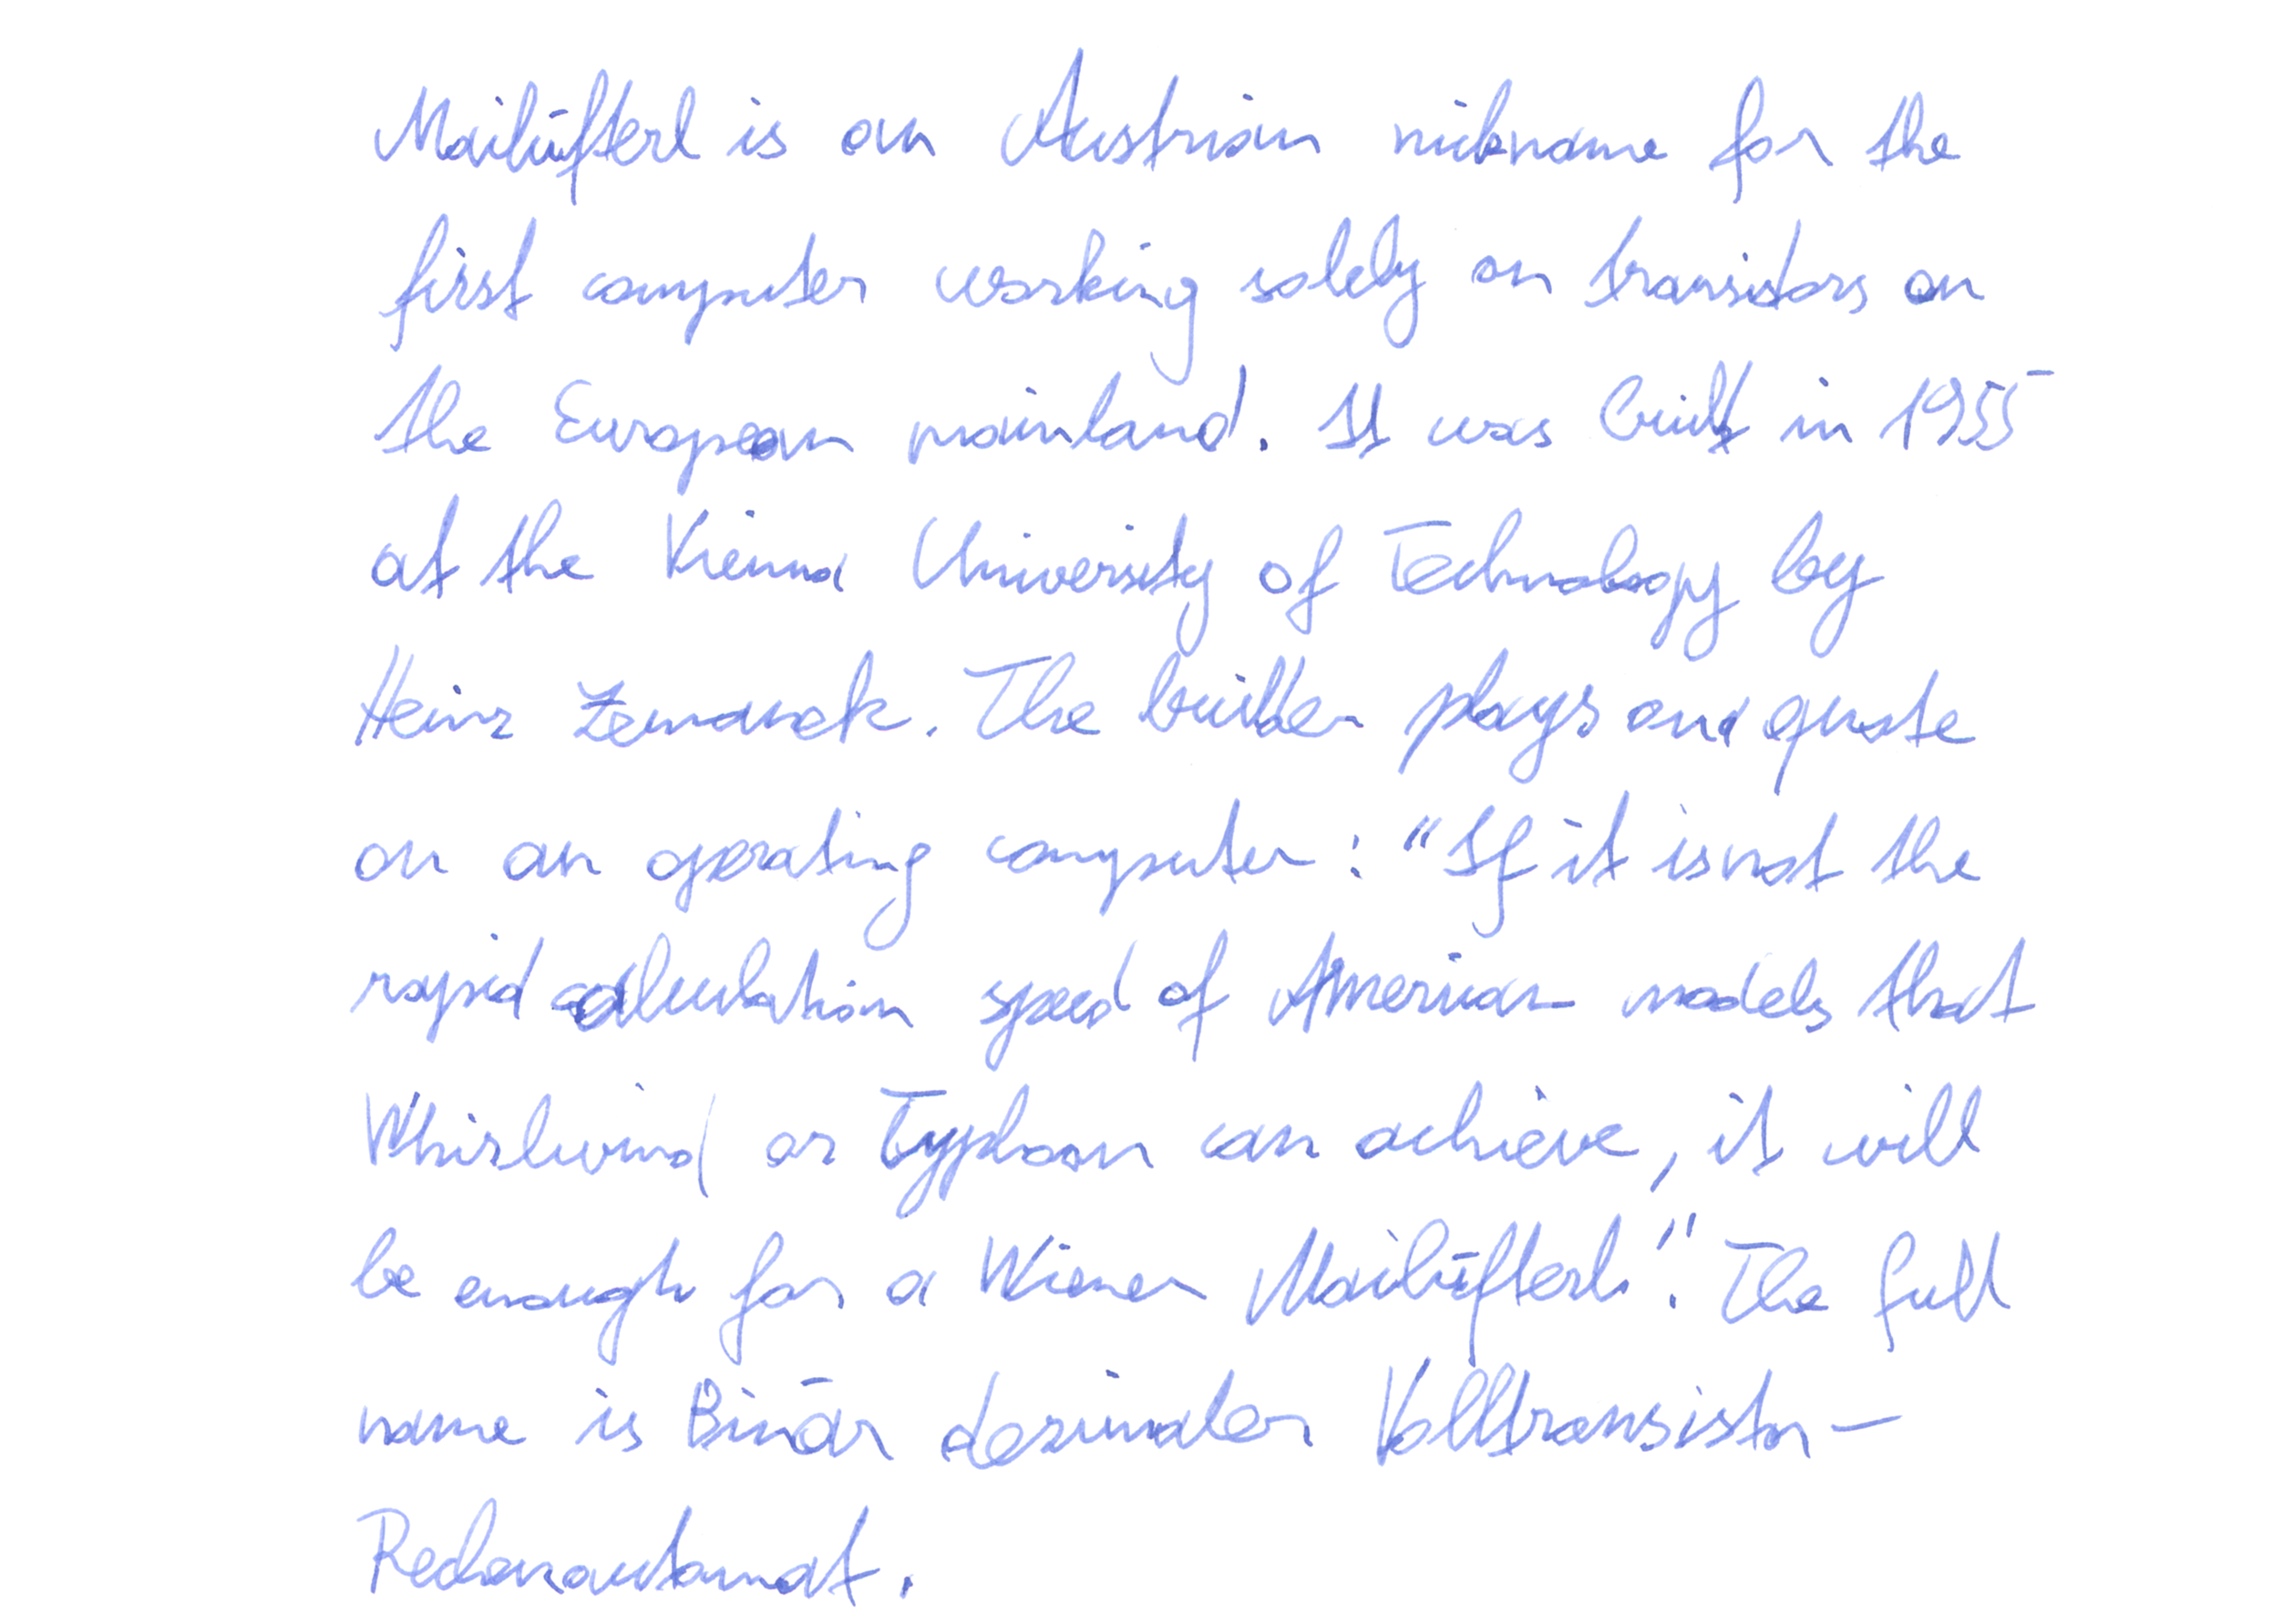 Mailüfterl is an Austrian nickname for the
first computer working solely on transistors on
the European mainland. It was built in 1955
at the Vienna University of Technology by
Heinz Zemanek. The builder plays one quote
on an operating computer: "If it is not the
rapid calculation speed of American models that
Whirlwind or Typhoon can achieve, it will
be enough for a Wiener Mailüfterl." The full
name is Binär dezimaler Volltransistor-
Rechenautomat.